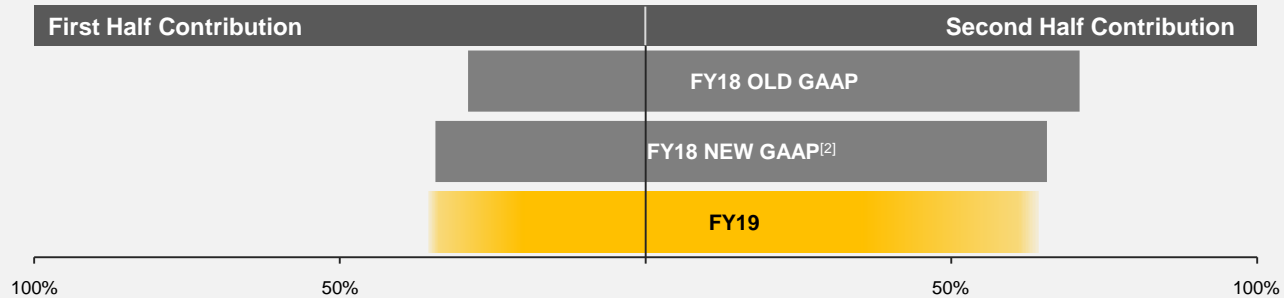 First Half Contribution Second Half Contribution
FY18 OLD GAAP
FY18 NEW GAAP[2]
FY19
100% 50% 50% 100%